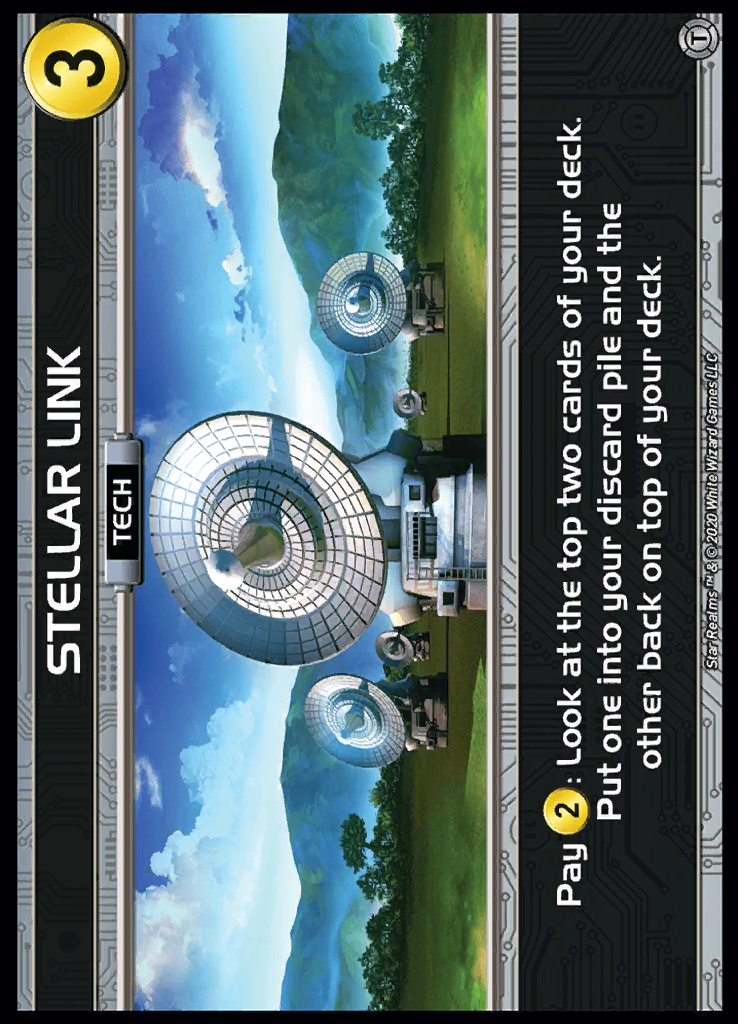 STELLAR LINK
3
TECH
Pay 2 : Look at the top two cards of your deck.
Put one into your discard pile and the
other back on top of your deck.
Star Realms™ & © 2020 White Wizard Games LLC
T